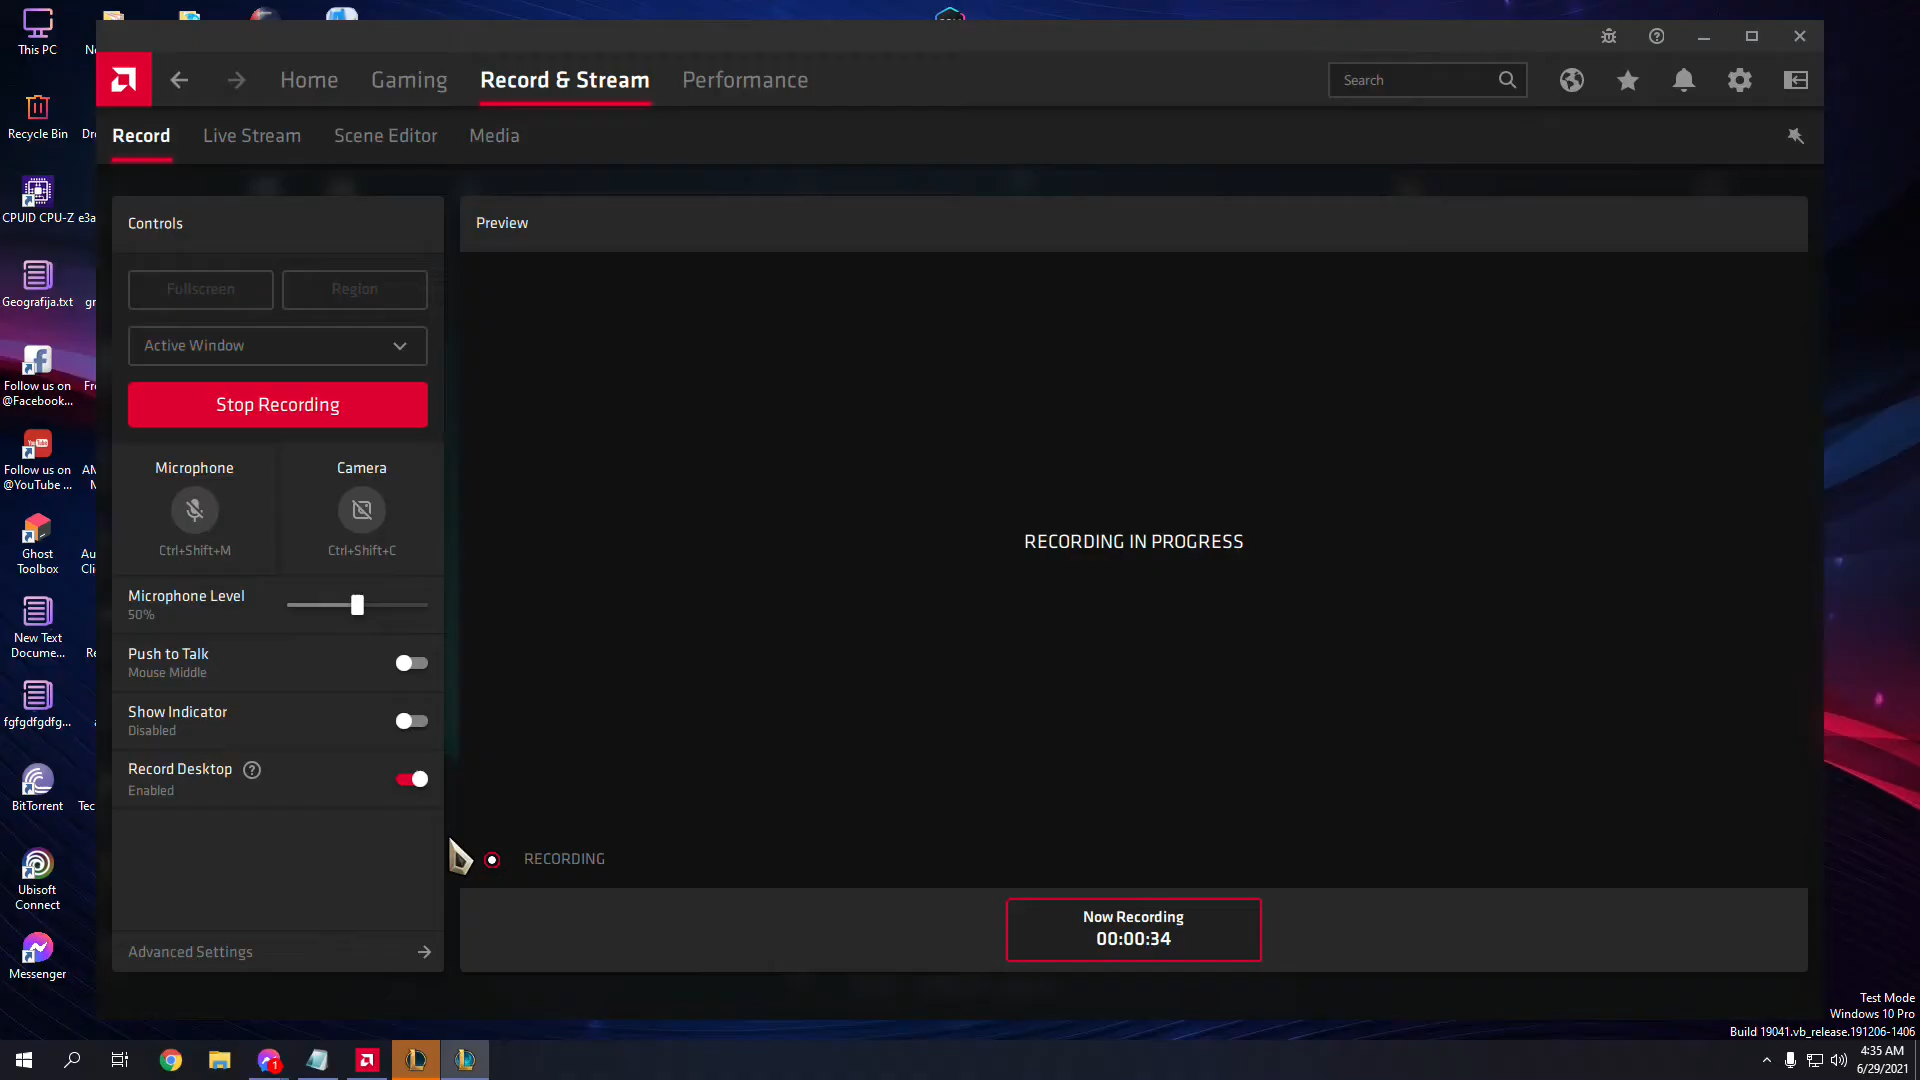 This PC
Recycle Bin
CPUID CPU-Z e3a
Geografija.txt
Follow us on
@Facebook...
Follow us on
@YouTube ...
Ghost
Toolbox
New Text
Docume...
fgfgdfgdfg...
BitTorrent
Tec
Ubisoft
Connect
Messenger
Home
Gaming
Record & Stream
Performance
Search
Record
Live Stream
Scene Editor
Media
Controls
Fullscreen
Region
Active Window
Stop Recording
Microphone
Camera
Ctrl+Shift+M
Ctrl+Shift+C
Microphone Level
50%
Push to Talk
Mouse Middle
Show Indicator
Disabled
Record Desktop
Enabled
Advanced Settings
Preview
RECORDING IN PROGRESS
RECORDING
Now Recording
00:00:34
Test Mode
Windows 10 Pro
Build 19041.vb_release.191206-1406
1
4:35 AM
6/29/2021